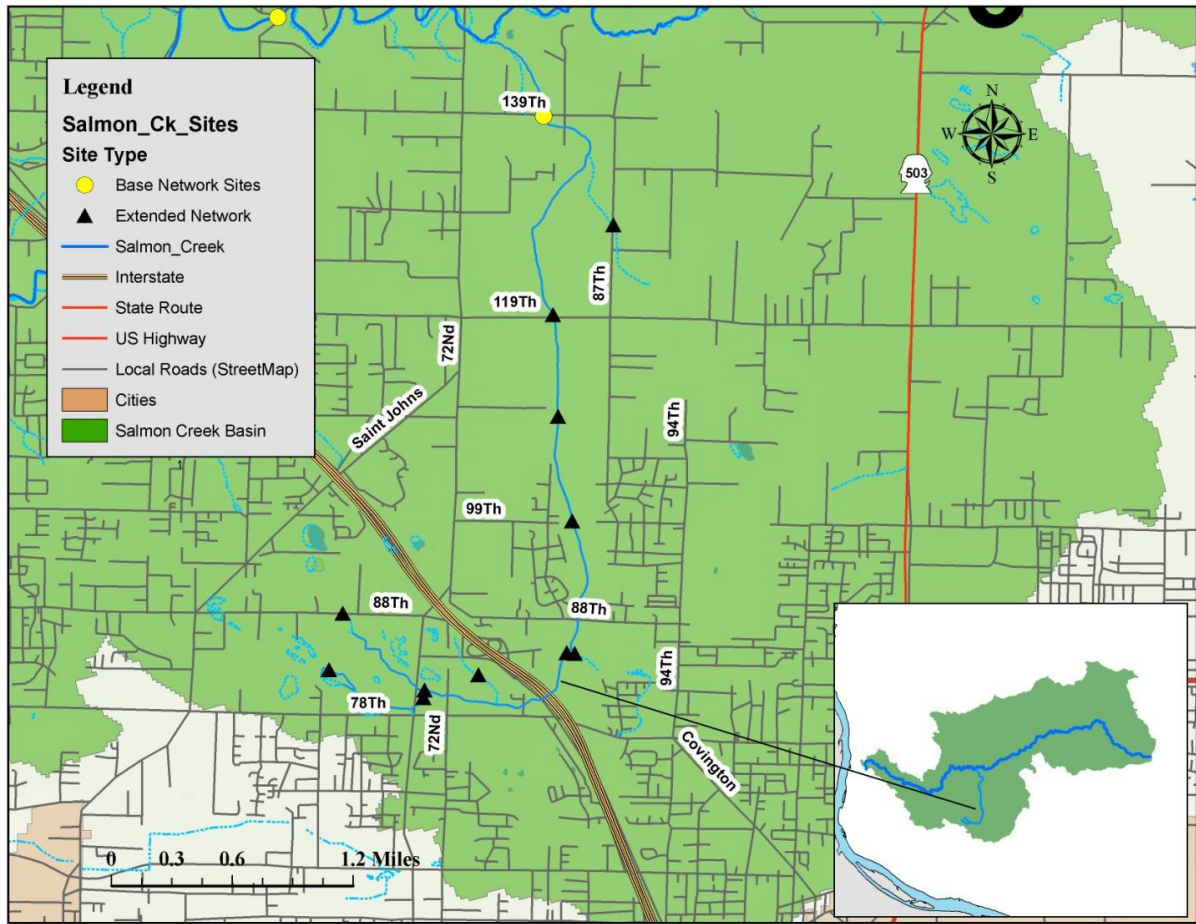 Legend
Salmon_Ck_Sites
Site Type
Base Network Sites
Extended Network
Salmon_Creek
Interstate
State Route
US Highway
Local Roads (StreetMap)
Cities
Salmon Creek Basin
1
139Th
N
W
E
S
503
87Th
119Th
72Nd
Saint Johns
94Th
99Th
88Th
88Th
94Th
78Th
72Nd
Covington
0 0.3 0.6 1.2 Miles